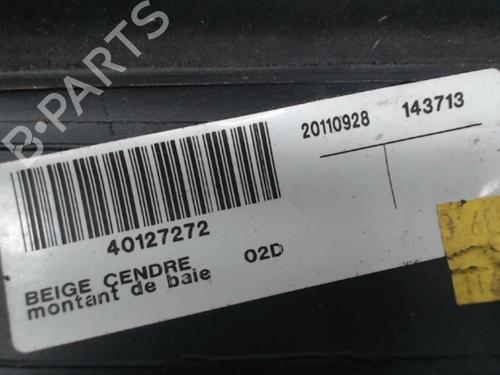 B-PARTS
20110928 143713
40127272
BEIGE CENDRE 02D
montant de baie